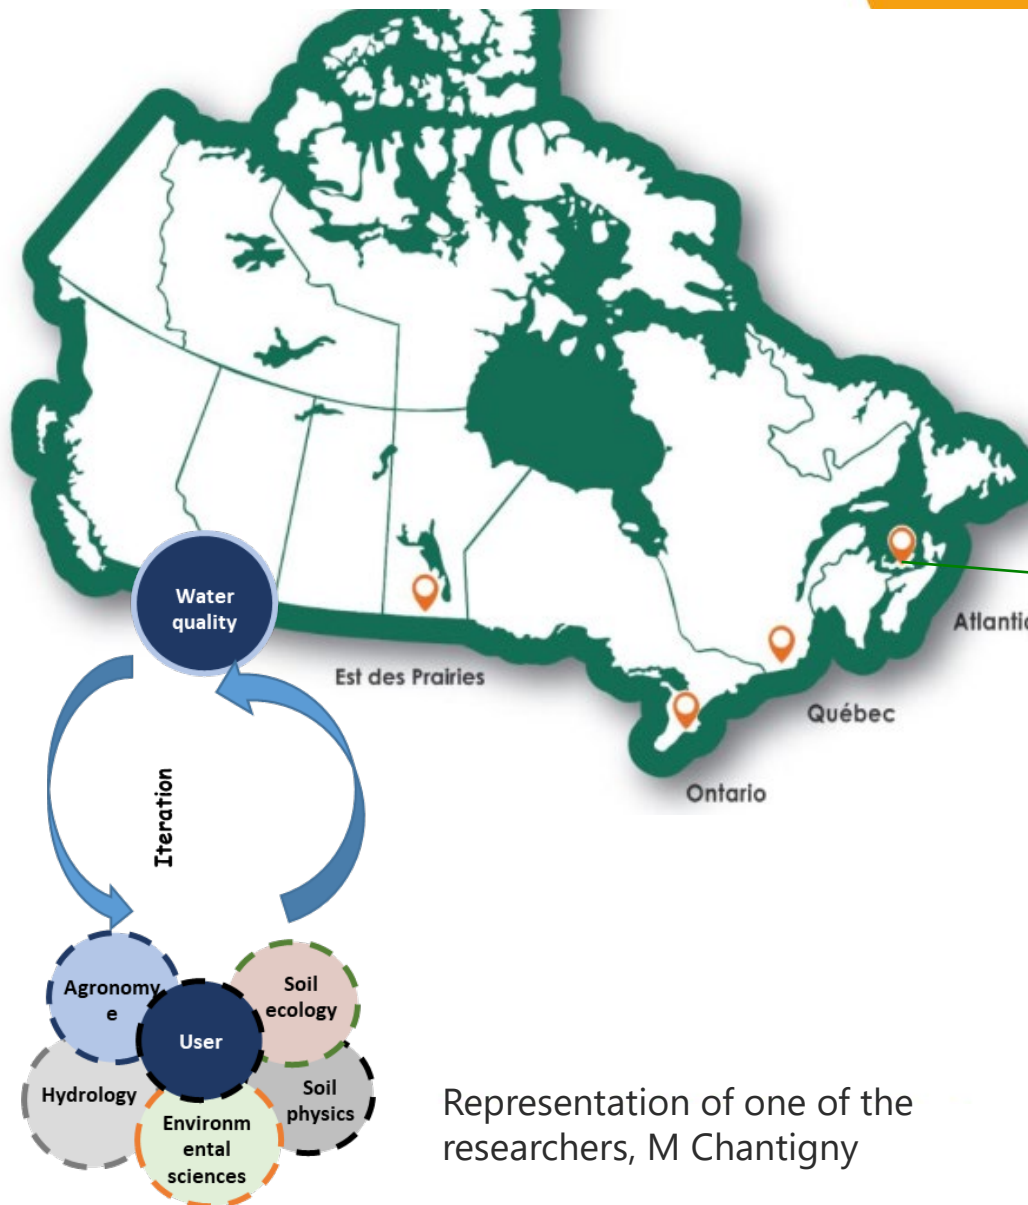 Water
quality
Est des Prairies
Atlantic
Québec
Ontario
Iteration
Agronomy
e
Soil
ecology
User
Hydrology
Soil
physics
Environm
ental
sciences
Representation of one of the
researchers, M Chantigny